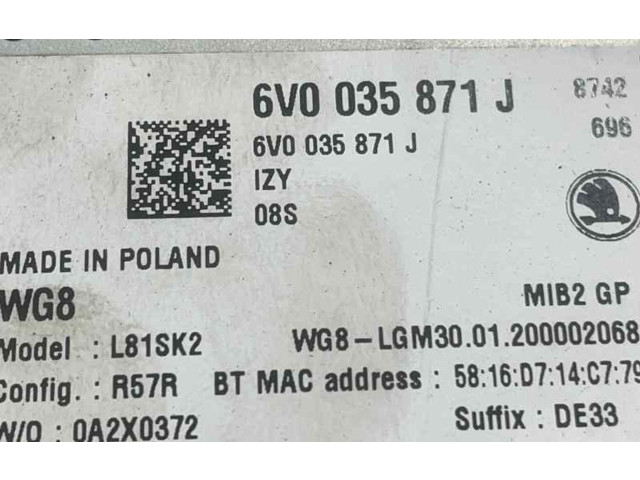 6V0 035 871 J 8742
6V0 035 871 J 696
IZY
08S
MADE IN POLAND
WG8 MIB2 GP
Model : L81SK2 WG8-LGM30.01.200002068
Config. : R57R BT MAC address : 58:16:D7:14:C7:79
W/O : 0A2X0372 Suffix : DE33